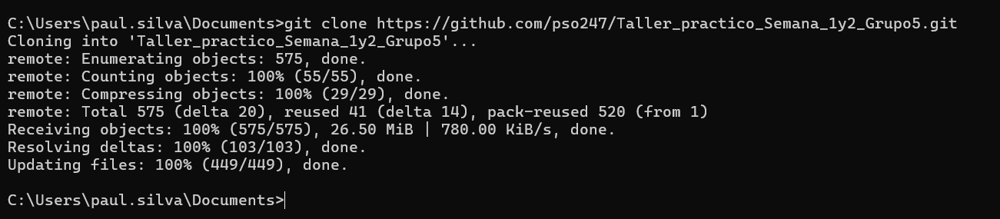 C:\Users\paul.silva\Documents>git clone https://github.com/pso247/Taller_practico_Semana_1y2_Grupo5.git
Cloning into 'Taller_practico_Semana_1y2_Grupo5'...
remote: Enumerating objects: 575, done.
remote: Counting objects: 100% (55/55), done.
remote: Compressing objects: 100% (29/29), done.
remote: Total 575 (delta 20), reused 41 (delta 14), pack-reused 520 (from 1)
Receiving objects: 100% (575/575), 26.50 MiB | 780.00 KiB/s, done.
Resolving deltas: 100% (103/103), done.
Updating files: 100% (449/449), done.
C:\Users\paul.silva\Documents>